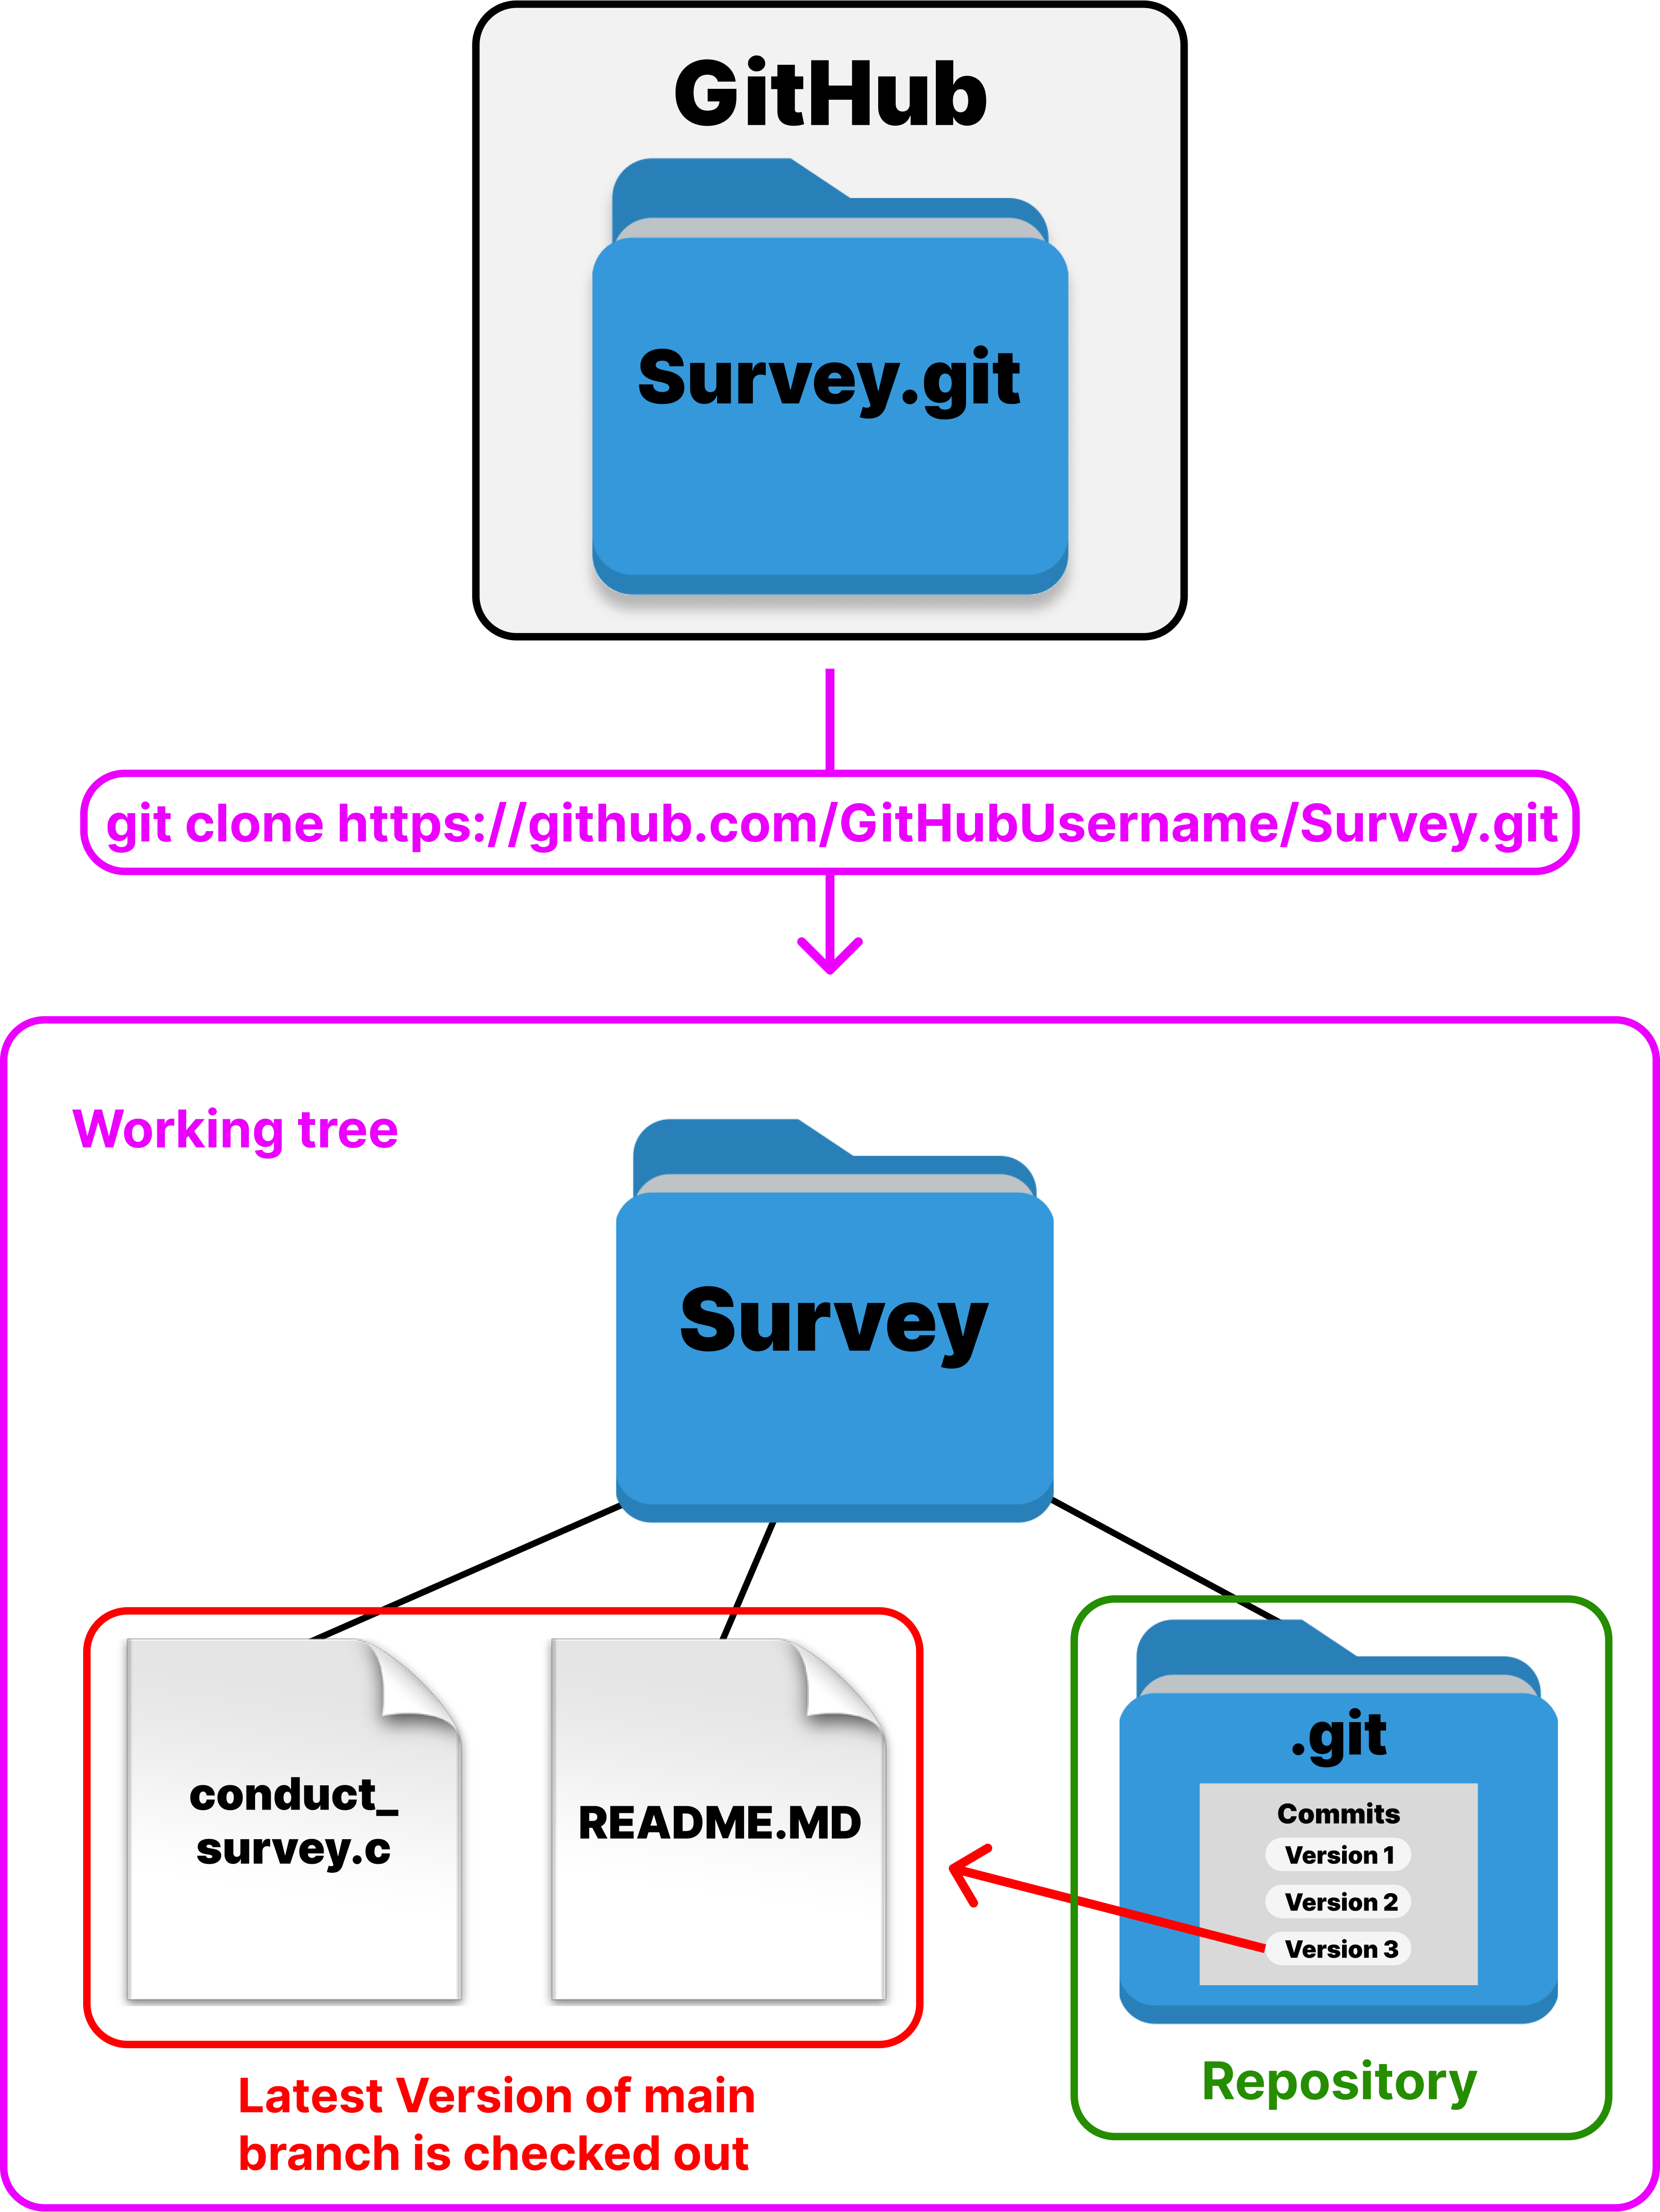 GitHub
Survey.git
git clone https://github.com/GitHubUsername/Survey.git
Working tree
Survey
conduct_
survey.c
README.MD
.git
Commits
Version 1
Version 2
Version 3
Latest Version of main
branch is checked out
Repository